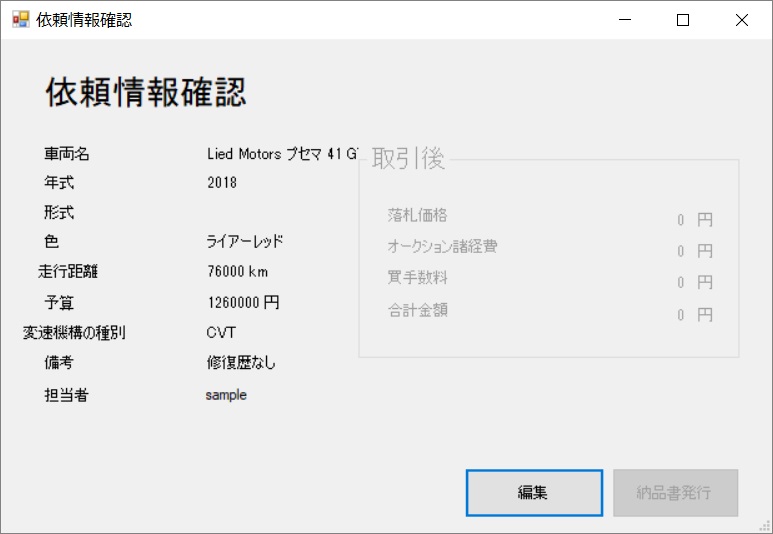 依頼情報確認
依頼情報確認
車両名 Lied Motors プセマ 41 G
年式 2018
形式
色 ライアーレッド
走行距離 76000 km
予算 1260000 円
変速機構の種別 CVT
備考 修復歴なし
担当者 sample
取引後
落札価格 0 円
オークション諸経費 0 円
買手数料 0 円
合計金額 0 円
編集 納品書発行